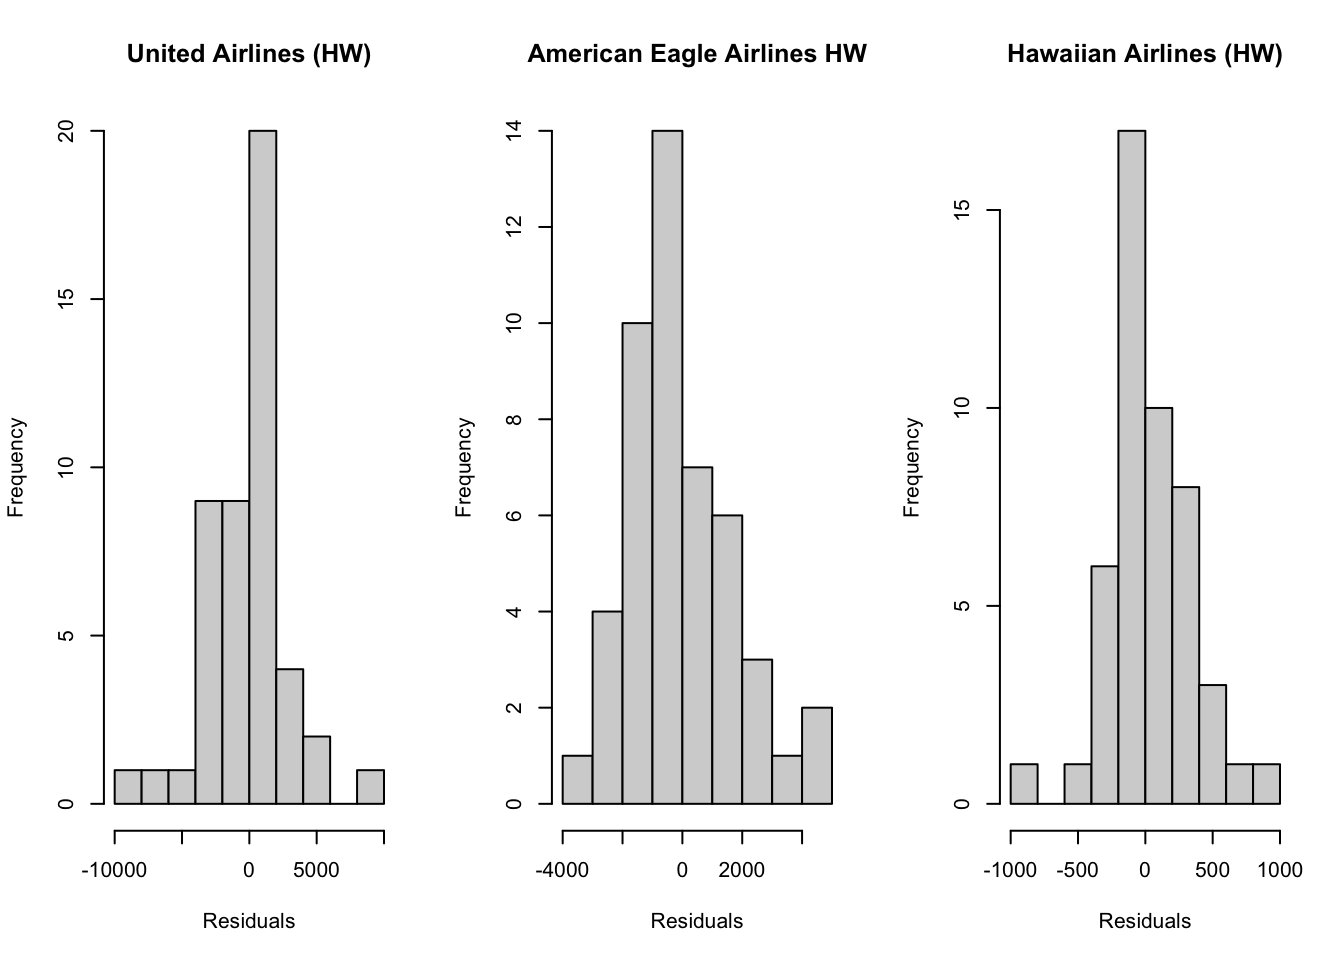 United Airlines (HW)
20
15
10
5
0
Frequency
-10000 0 5000
Residuals
American Eagle Airlines HW
14
12
10
8
6
4
2
0
Frequency
-4000 0 2000
Residuals
Hawaiian Airlines (HW)
15
10
5
0
Frequency
-1000 -500 0 500 1000
Residuals